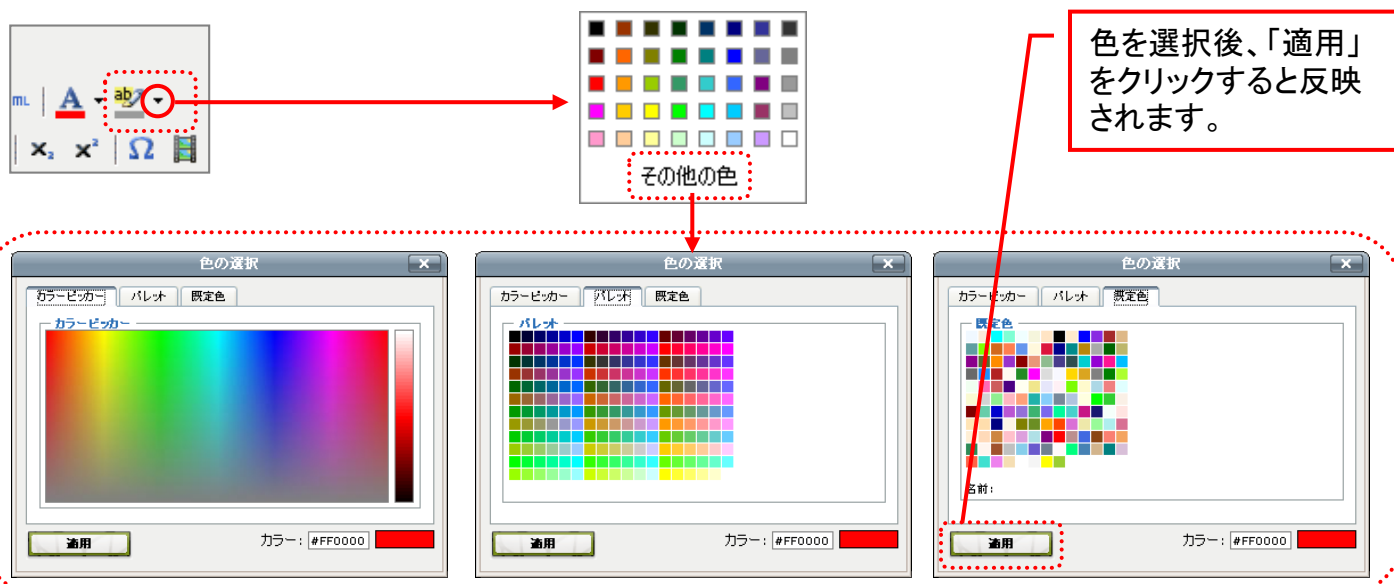 色を選択後、「適用」
をクリックすると反映
されます。
mL A ab
x₂ x² Ω
その他の色
色の選択
カラーピッカー パレット 既定色
カラーピッカー
適用 カラー: #FF0000
色の選択
カラーピッカー パレット 既定色
パレット
適用 カラー: #FF0000
色の選択
カラーピッカー パレット 既定色
既定色
名前:
適用 カラー: #FF0000